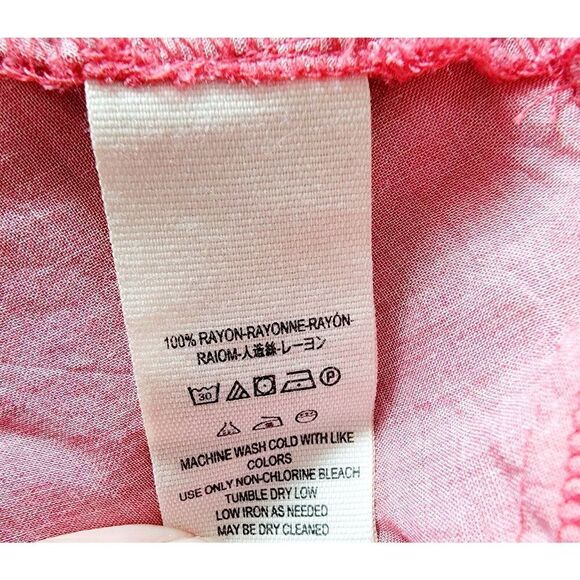 100% RAYON-RAYONNE-RAYÓN-
RAIOM-人造絲-レーヨン
30 P
MACHINE WASH COLD WITH LIKE
COLORS
USE ONLY NON-CHLORINE BLEACH
TUMBLE DRY LOW
LOW IRON AS NEEDED
MAY BE DRY CLEANED